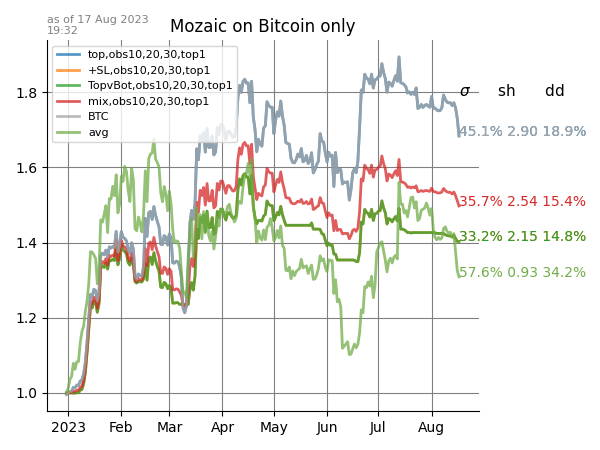 as of 17 Aug 2023
19:32
Mozaic on Bitcoin only
top,obs10,20,30,top1
+SL,obs10,20,30,top1
TopvBot,obs10,20,30,top1
mix,obs10,20,30,top1
BTC
avg
σ sh dd
45.1% 2.90 18.9%
35.7% 2.54 15.4%
33.2% 2.15 14.8%
57.6% 0.93 34.2%
1.8
1.6
1.4
1.2
1.0
2023 Feb Mar Apr May Jun Jul Aug